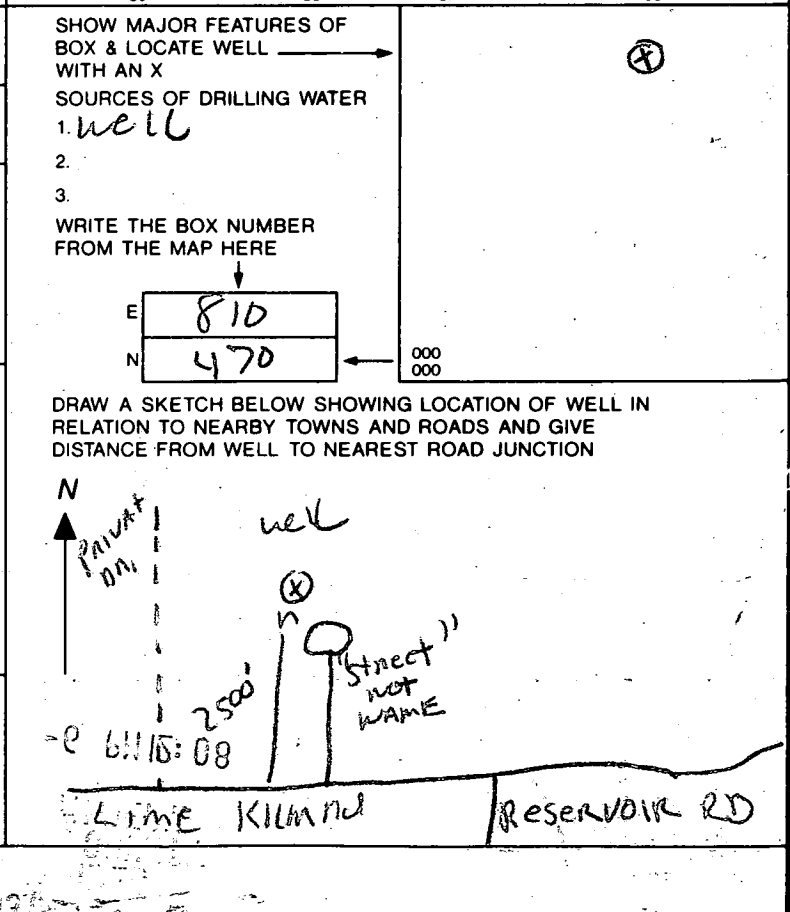 SHOW MAJOR FEATURES OF
BOX & LOCATE WELL
WITH AN X
SOURCES OF DRILLING WATER
1. well
2.
3.
WRITE THE BOX NUMBER
FROM THE MAP HERE
E 810
N 470
000
000
DRAW A SKETCH BELOW SHOWING LOCATION OF WELL IN
RELATION TO NEARBY TOWNS AND ROADS AND GIVE
DISTANCE FROM WELL TO NEAREST ROAD JUNCTION
N
PRIVAT
DR,
well
X
2500'
"Street"
not
NAME
LIME KILN RD
RESERVOIR RD